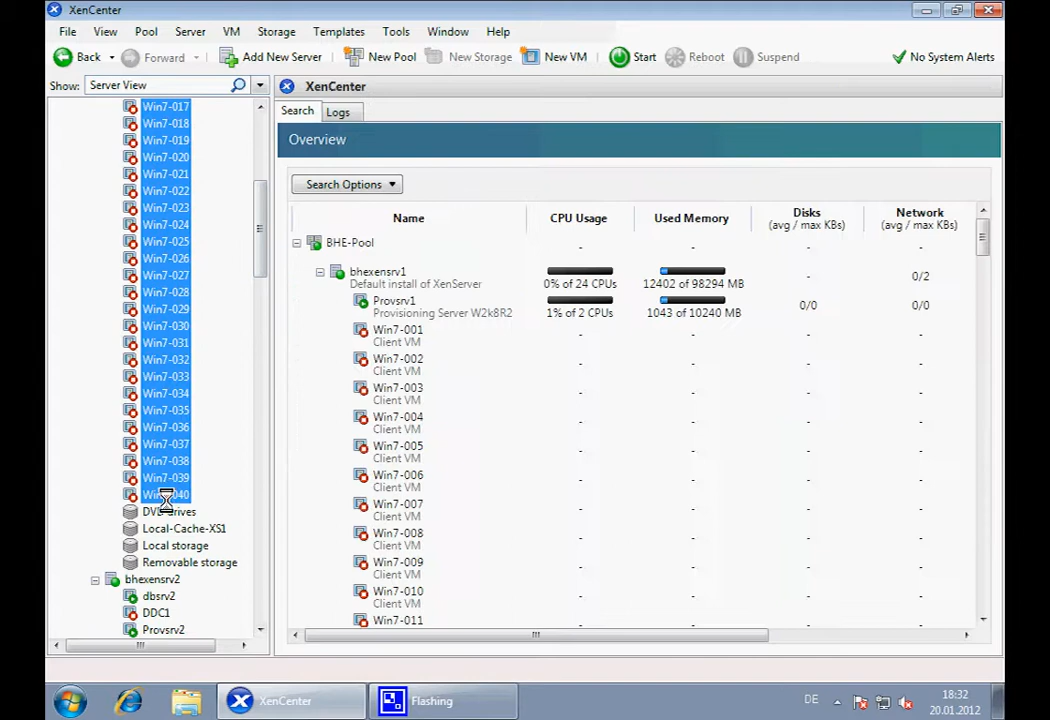 XenCenter
File View Pool Server VM Storage Templates Tools Window Help
Back Forward Add New Server New Pool New Storage New VM Start Reboot Suspend No System Alerts
Show: Server View
XenCenter
Search Logs
Overview
Search Options
Name CPU Usage Used Memory Disks (avg / max KBs) Network (avg / max KBs)
BHE-Pool - - - -
bhexensrv1
Default install of XenServer 0% of 24 CPUs 12402 of 98294 MB - 0/2
Provsrv1
Provisioning Server W2k8R2 1% of 2 CPUs 1043 of 10240 MB 0/0 0/0
Win7-001
Client VM - - - -
Win7-002
Client VM - - - -
Win7-003
Client VM - - - -
Win7-004
Client VM - - - -
Win7-005
Client VM - - - -
Win7-006
Client VM - - - -
Win7-007
Client VM - - - -
Win7-008
Client VM - - - -
Win7-009
Client VM - - - -
Win7-010
Client VM - - - -
Win7-011
Win7-017
Win7-018
Win7-019
Win7-020
Win7-021
Win7-022
Win7-023
Win7-024
Win7-025
Win7-026
Win7-027
Win7-028
Win7-029
Win7-030
Win7-031
Win7-032
Win7-033
Win7-034
Win7-035
Win7-036
Win7-037
Win7-038
Win7-039
Win7-040
DVD drives
Local-Cache-XS1
Local storage
Removable storage
bhexensrv2
dbsrv2
DDC1
Provsrv2
XenCenter Flashing DE 18:32
20.01.2012